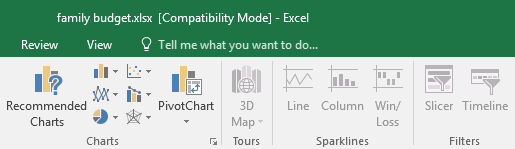 family budget.xlsx [Compatibility Mode] - Excel
Review View Tell me what you want to do...
Recommended Charts
PivotChart
3D Map
Line Column Win/Loss
Slicer Timeline
Charts Tours Sparklines Filters